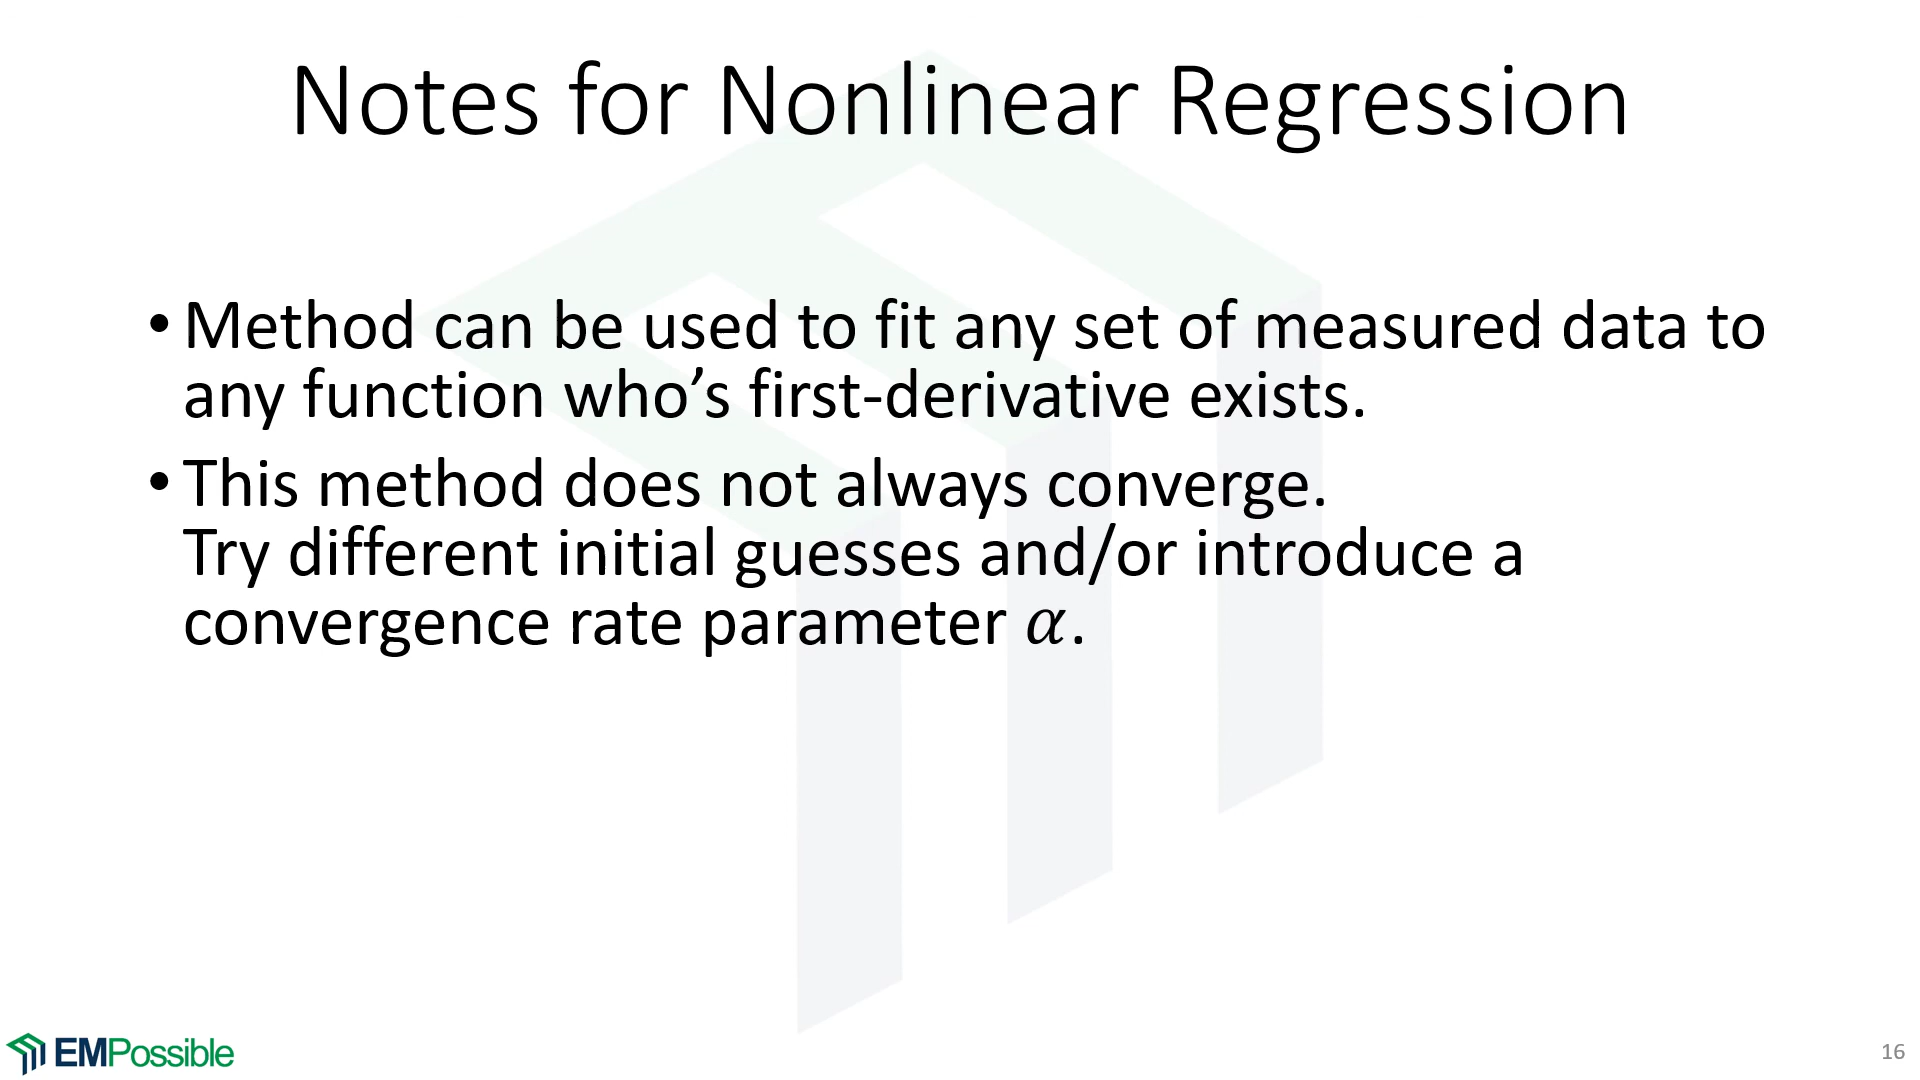 Notes for Nonlinear Regression
• Method can be used to fit any set of measured data to
any function who’s first-derivative exists.
• This method does not always converge.
Try different initial guesses and/or introduce a
convergence rate parameter 𝛼.
EMPossible
16